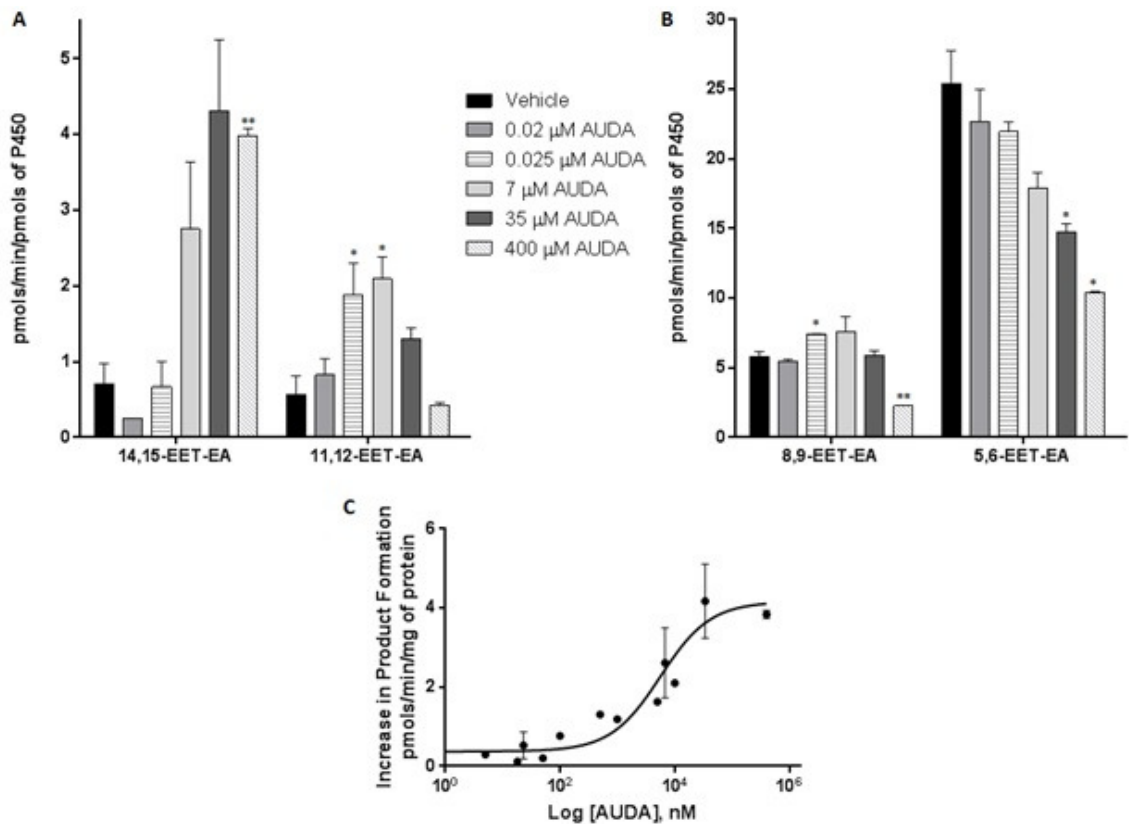 A
pmols/min/pmols of P450
5
4
3
2
1
0
**
*
*
14,15-EET-EA
11,12-EET-EA
Vehicle
0.02 µM AUDA
0.025 µM AUDA
7 µM AUDA
35 µM AUDA
400 µM AUDA
B
pmols/min/pmols of P450
30
25
20
15
10
5
0
*
**
*
*
8,9-EET-EA
5,6-EET-EA
C
Increase in Product Formation
pmols/min/mg of protein
6
4
2
0
10⁰
10²
10⁴
10⁶
Log [AUDA], nM